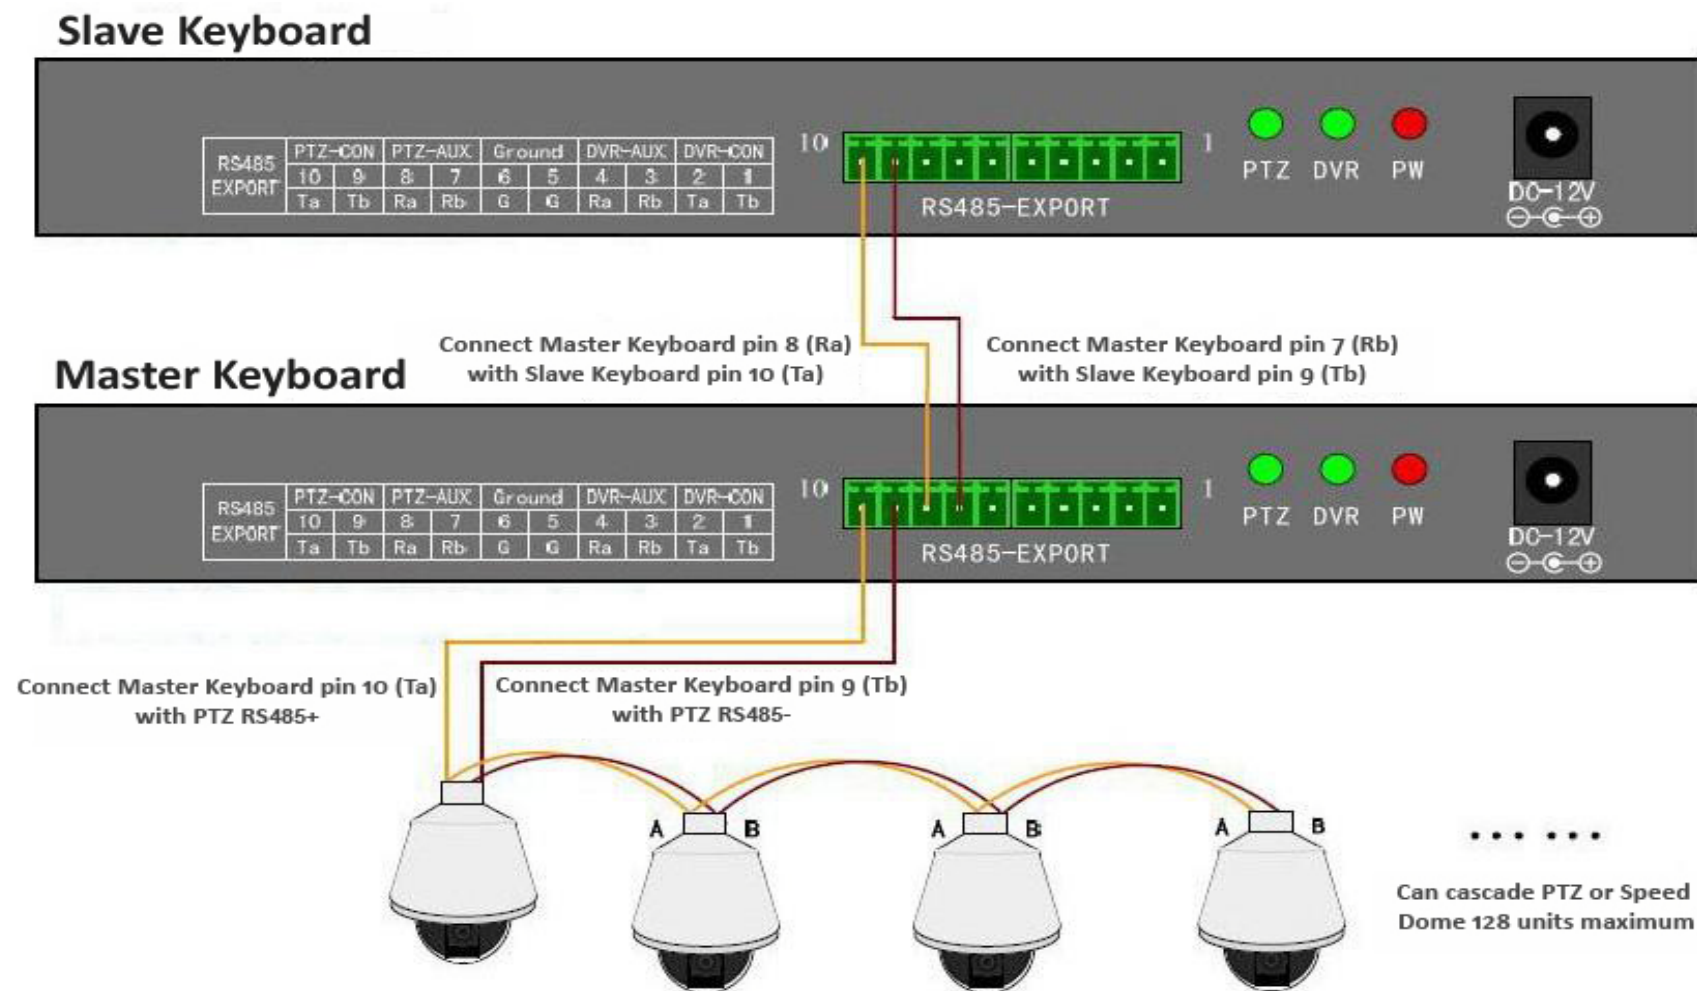 Slave Keyboard
RS485 EXPORT
PTZ-CON PTZ-AUX Ground DVR-AUX DVR-CON
10 9 8 7 6 5 4 3 2 1
Ta Tb Ra Rb G G Ra Rb Ta Tb
10
1
RS485-EXPORT
PTZ DVR PW
DC-12V
Connect Master Keyboard pin 8 (Ra)
with Slave Keyboard pin 10 (Ta)
Connect Master Keyboard pin 7 (Rb)
with Slave Keyboard pin 9 (Tb)
Master Keyboard
RS485 EXPORT
PTZ-CON PTZ-AUX Ground DVR-AUX DVR-CON
10 9 8 7 6 5 4 3 2 1
Ta Tb Ra Rb G G Ra Rb Ta Tb
10
1
RS485-EXPORT
PTZ DVR PW
DC-12V
Connect Master Keyboard pin 10 (Ta)
with PTZ RS485+
Connect Master Keyboard pin 9 (Tb)
with PTZ RS485-
A B
A B
A B
... ...
Can cascade PTZ or Speed
Dome 128 units maximum